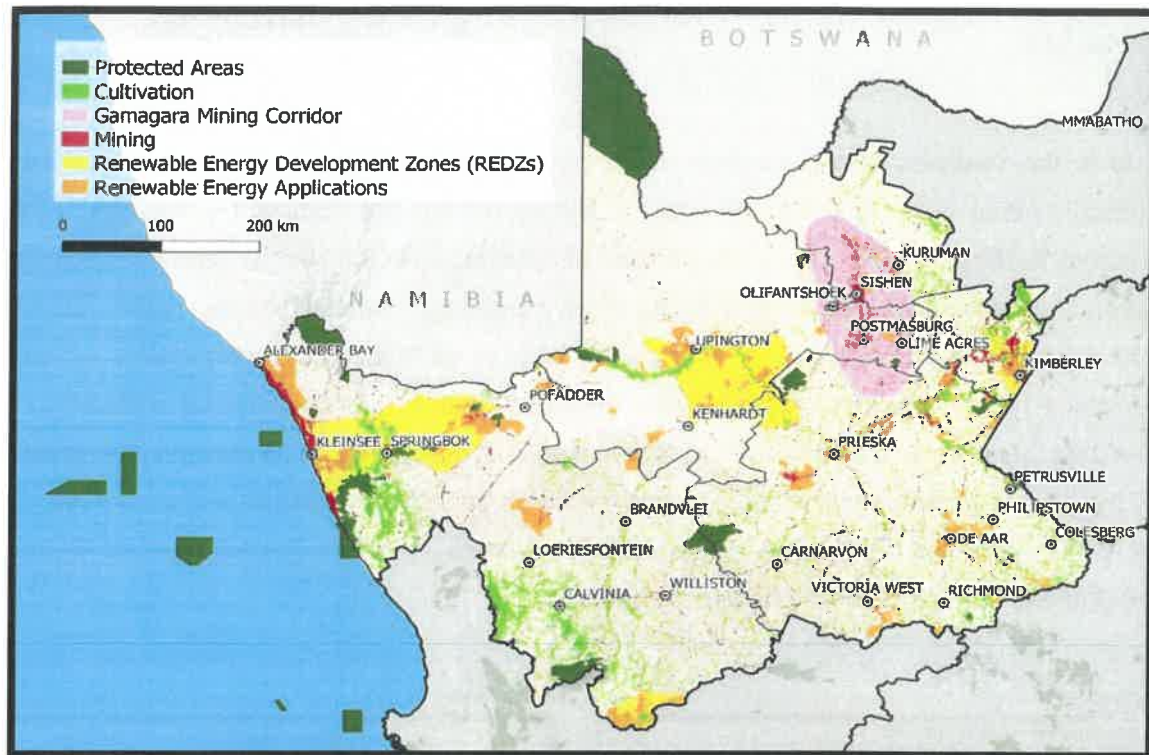 BOTSWANA
Protected Areas
Cultivation
Gamagara Mining Corridor
Mining
Renewable Energy Development Zones (REDZs)
Renewable Energy Applications
0 100 200 km
MMABATHO
NAMIBIA
KURUMAN
SISHEN
OLIFANTSHOEK
POSTMASBURG
LIME ACRES
UPINGTON
ALEXANDER BAY
KIMBERLEY
POFADDER
KENHARDT
KLEINSEE
SPRINGBOK
PRIESKA
PETRUSVILLE
BRANDVLEI
PHILIPSTOWN
DE AAR
COLESBERG
LOERIESFONTEIN
CARNARVON
WILLISTON
CALVINIA
VICTORIA WEST
RICHMOND